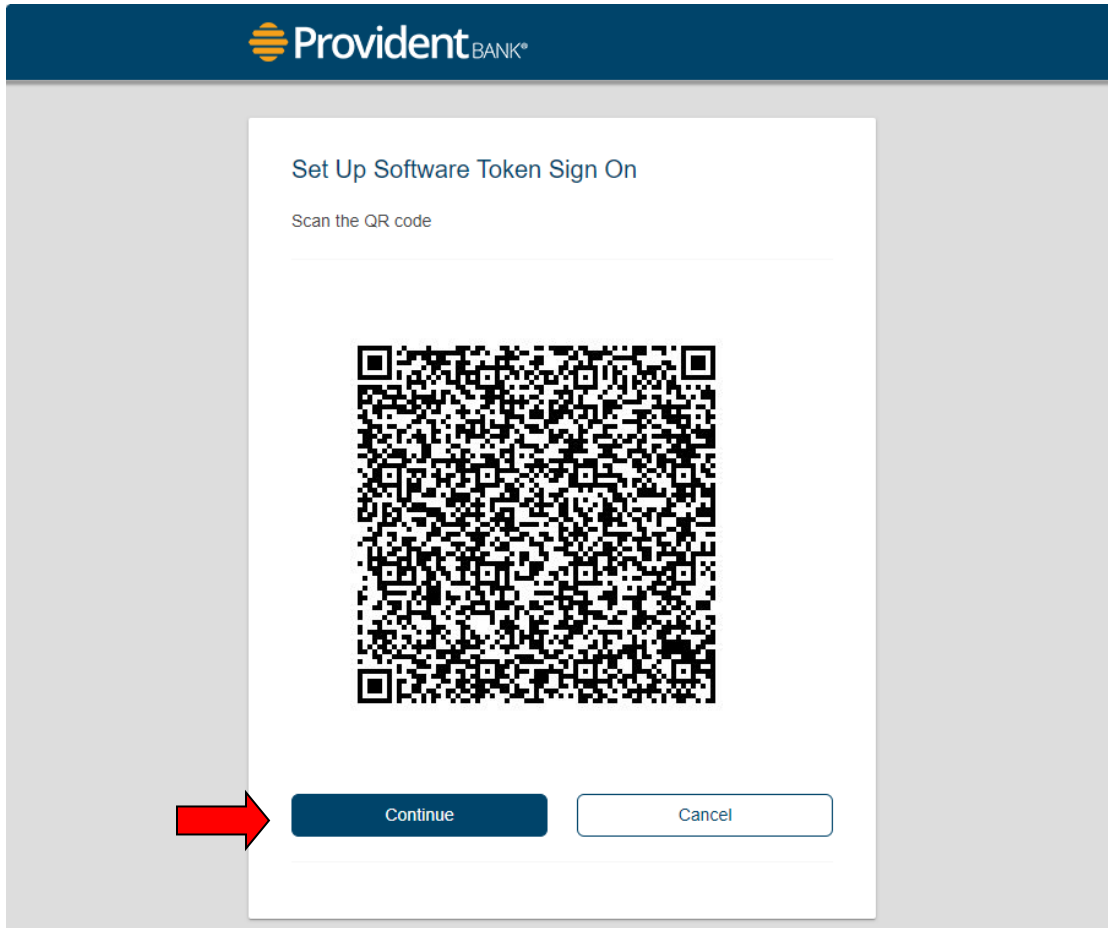 Provident BANK®
Set Up Software Token Sign On
Scan the QR code
Continue
Cancel